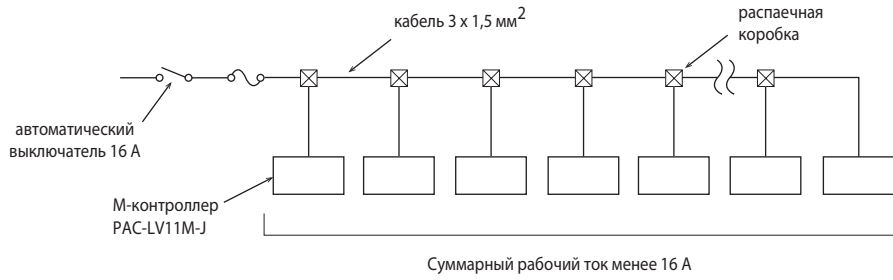 кабель 3 x 1,5 мм²
распаечная
коробка
автоматический
выключатель 16 А
М-контроллер
PAC-LV11M-J
Суммарный рабочий ток менее 16 А